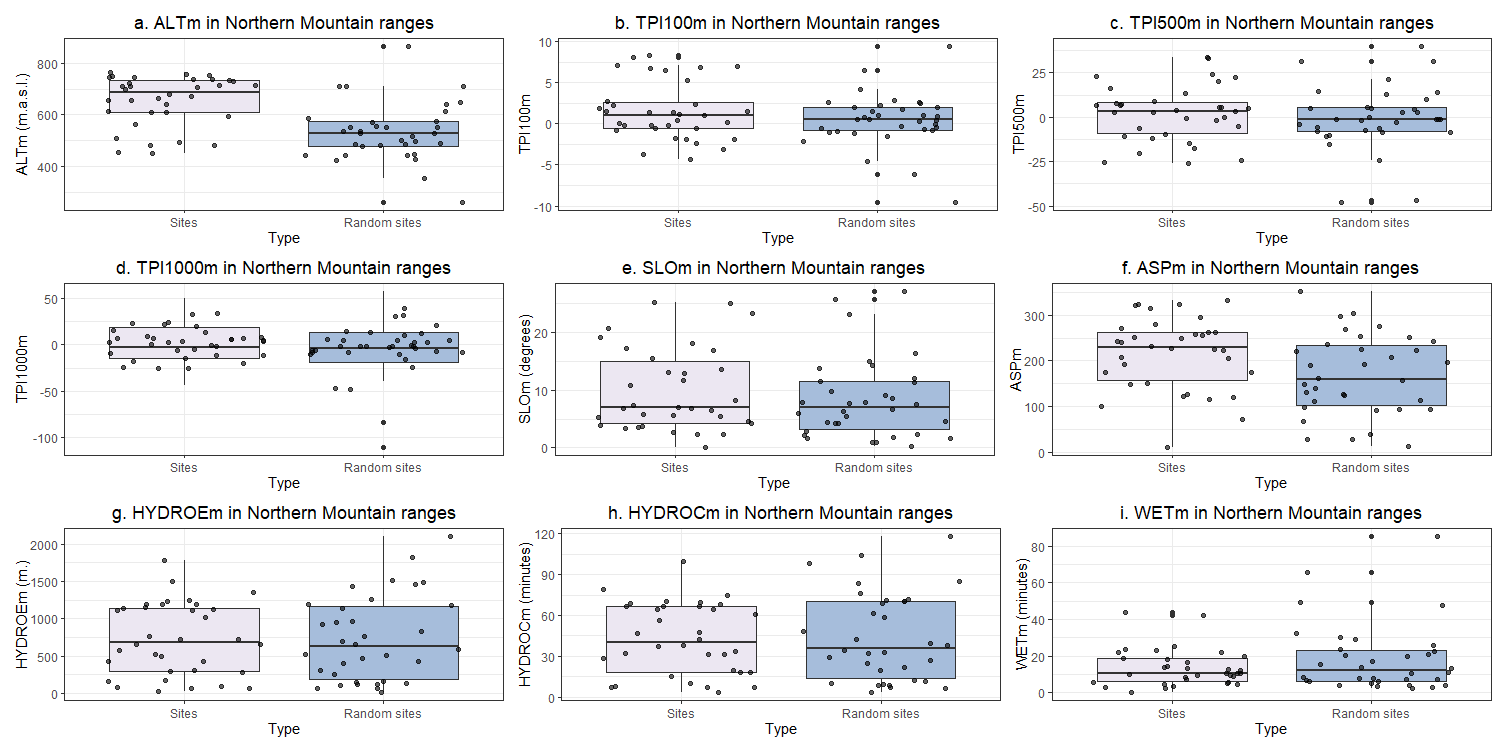 a. ALTm in Northern Mountain ranges
ALTm (m.a.s.l.)
800
600
400
Sites
Random sites
Type
b. TPI100m in Northern Mountain ranges
TPI100m
10
5
0
-5
-10
Sites
Random sites
Type
c. TPI500m in Northern Mountain ranges
TPI500m
25
0
-25
-50
Sites
Random sites
Type
d. TPI1000m in Northern Mountain ranges
TPI1000m
50
0
-50
-100
Sites
Random sites
Type
e. SLOm in Northern Mountain ranges
SLOm (degrees)
20
10
0
Sites
Random sites
Type
f. ASPm in Northern Mountain ranges
ASPm
300
200
100
0
Sites
Random sites
Type
g. HYDROEm in Northern Mountain ranges
HYDROEm (m.)
2000
1500
1000
500
0
Sites
Random sites
Type
h. HYDROCm in Northern Mountain ranges
HYDROCm (minutes)
120
90
60
30
0
Sites
Random sites
Type
i. WETm in Northern Mountain ranges
WETm (minutes)
80
60
40
20
0
Sites
Random sites
Type